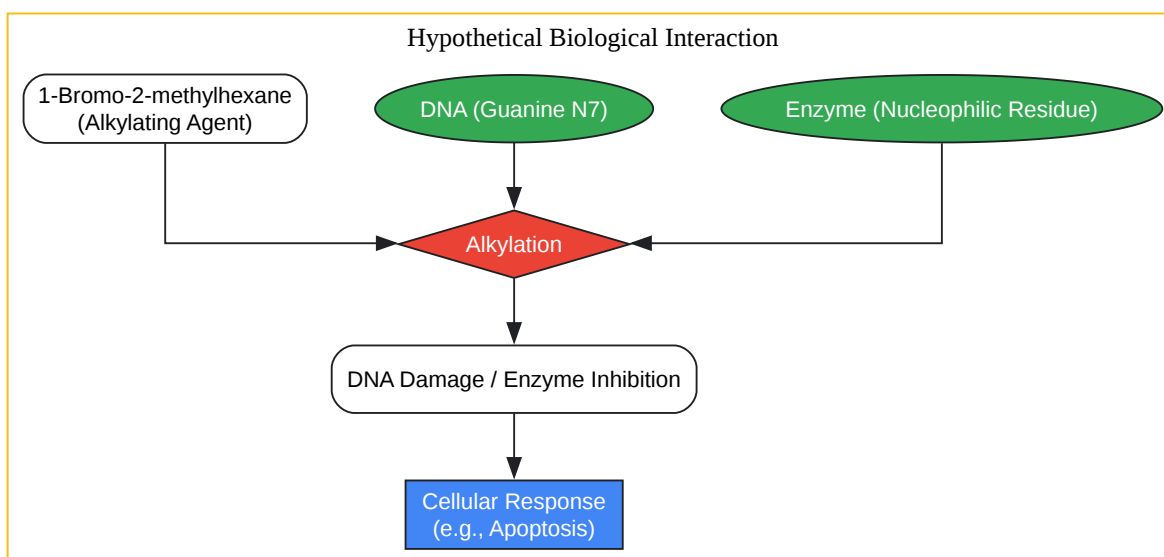 Hypothetical Biological Interaction
1-Bromo-2-methylhexane
(Alkylating Agent)
DNA (Guanine N7)
Enzyme (Nucleophilic Residue)
Alkylation
DNA Damage / Enzyme Inhibition
Cellular Response
(e.g., Apoptosis)